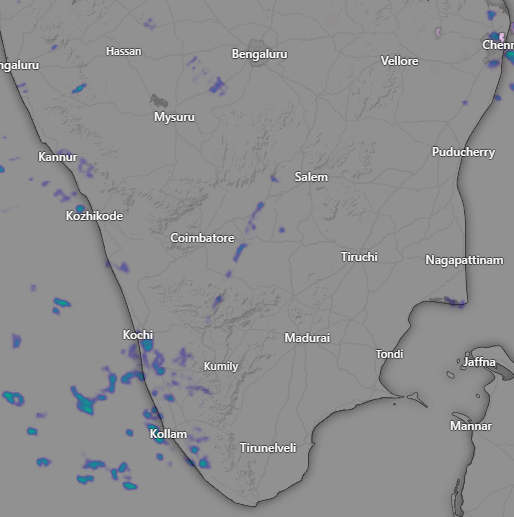 Hassan
Bengaluru
Chenn
ngaluru
Vellore
Mysuru
Kannur
Puducherry
Salem
Kozhikode
Coimbatore
Tiruchi
Nagapattinam
Kochi
Madurai
Kumily
Tondi
Jaffna
Mannar
Kollam
Tirunelveli